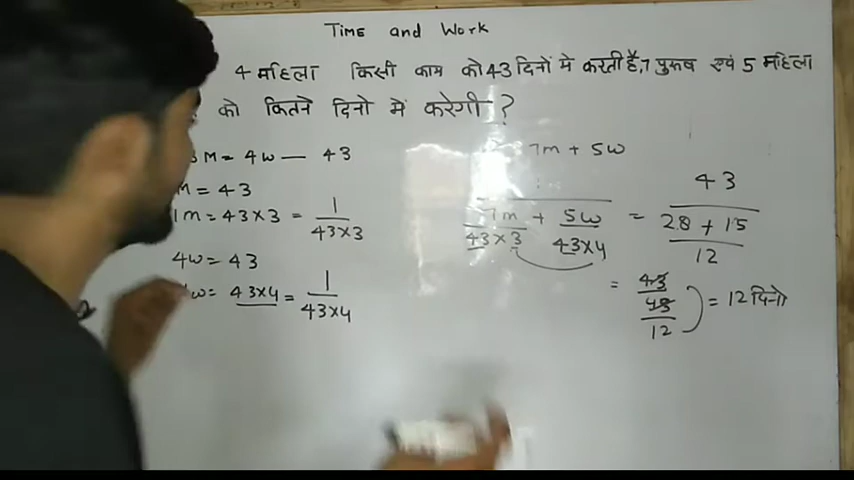 Time and Work
4 महिला किसी काम को 43 दिनों मे करती है, 7 पुरुष एवं 5 महिला
को कितने दिनो में करेगी ?
3M = 4W — 43
M = 43
1M = 43×3 = 1/43×3
4W = 43
W = 43×4 = 1/43×4
7M + 5W
7M/43×3 + 5W/43×4 = 43/28 + 15/12
= 43/43/12 = 12 दिनो